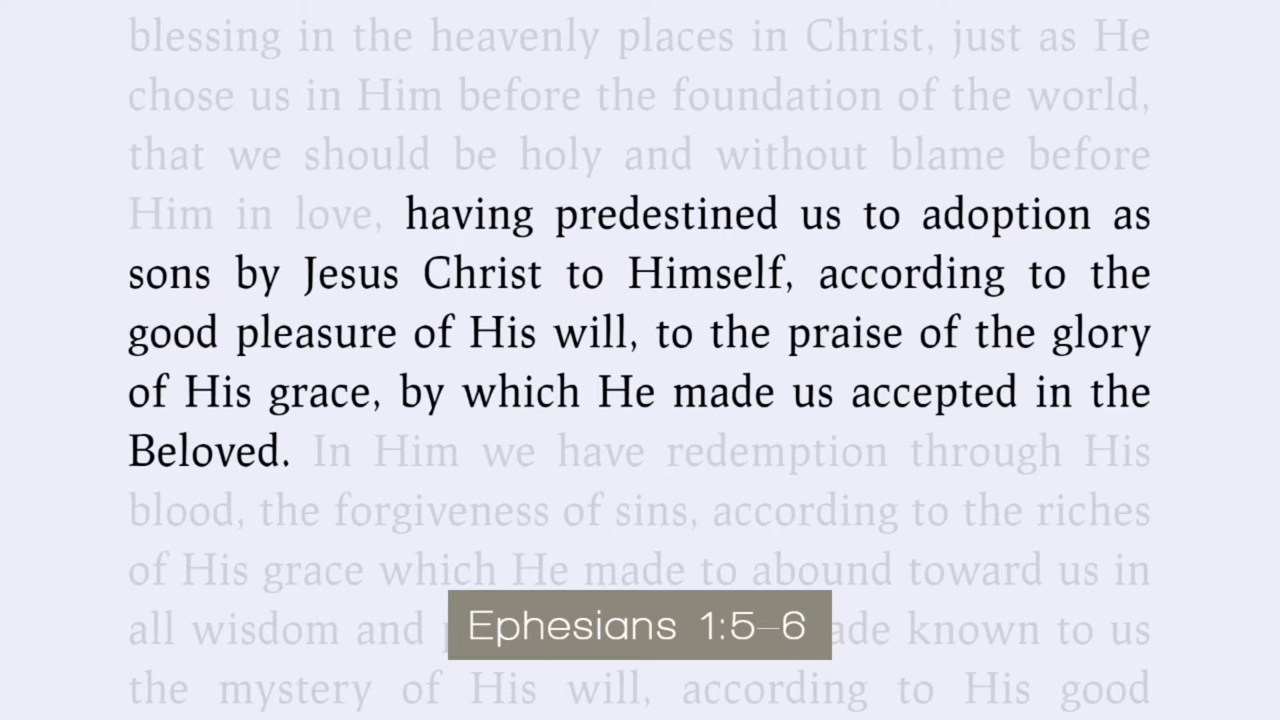 blessing in the heavenly places in Christ, just as He
chose us in Him before the foundation of the world,
that we should be holy and without blame before
Him in love, having predestined us to adoption as
sons by Jesus Christ to Himself, according to the
good pleasure of His will, to the praise of the glory
of His grace, by which He made us accepted in the
Beloved. In Him we have redemption through His
blood, the forgiveness of sins, according to the riches
of His grace which He made to abound toward us in
all wisdom and ade known to us
Ephesians 1:5–6
the mystery of His will, according to His good